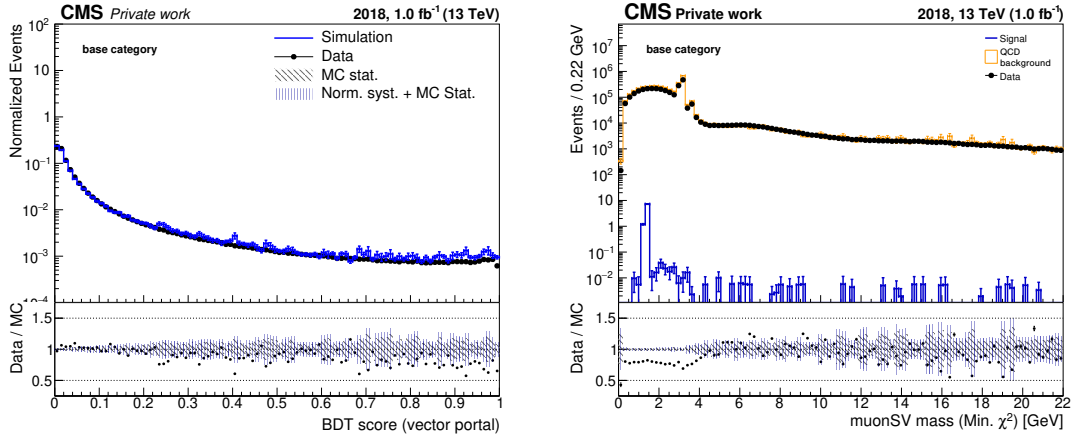 CMS Private work 2018, 1.0 fb⁻¹ (13 TeV)
Normalized Events
10²
10
1
10⁻¹
10⁻²
10⁻³
10⁻⁴
base category
Simulation
Data
MC stat.
Norm. syst. + MC Stat.
Data / MC
1.5
1
0.5
0 0.1 0.2 0.3 0.4 0.5 0.6 0.7 0.8 0.9 1
BDT score (vector portal)
CMS Private work 2018, 13 TeV (1.0 fb⁻¹)
Events / 0.22 GeV
10⁷
10⁶
10⁵
10⁴
10³
10²
10
1
10⁻¹
10⁻²
base category
Signal
QCD
background
Data
Data / MC
1.5
1
0.5
0 2 4 6 8 10 12 14 16 18 20 22
muonSV mass (Min. χ²) [GeV]